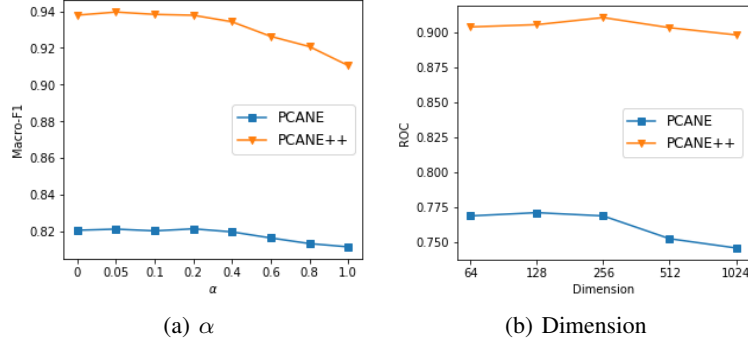 0.94
0.92
0.90
0.88
0.86
0.84
0.82
Macro-F1
PCANE
PCANE++
0 0.05 0.1 0.2 0.4 0.6 0.8 1.0
α
(a) α
0.900
0.875
0.850
0.825
0.800
0.775
0.750
ROC
PCANE
PCANE++
64 128 256 512 1024
Dimension
(b) Dimension